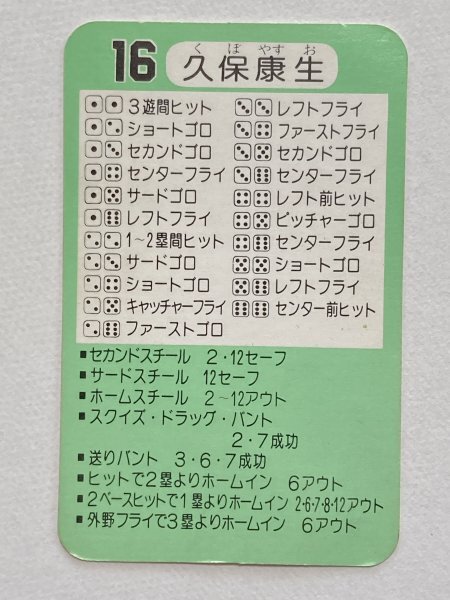 16 久保康生
くぼ やすお
3遊間ヒット
ショートゴロ
セカンドゴロ
センターフライ
サードゴロ
レフトフライ
1〜2塁間ヒット
サードゴロ
ショートゴロ
キャッチャーフライ
ファーストゴロ
レフトフライ
ファーストフライ
セカンドゴロ
センターフライ
レフト前ヒット
ピッチャーゴロ
センターフライ
ショートゴロ
レフトフライ
センター前ヒット
■セカンドスチール 2・12セーフ
■サードスチール 12セーフ
■ホームスチール 2〜12アウト
■スクイズ・ドラッグ・バント
2・7成功
■送りバント 3・6・7成功
■ヒットで2塁よりホームイン 6アウト
■2ベースヒットで1塁よりホームイン 2・6・7・8・12アウト
■外野フライで3塁よりホームイン 6アウト